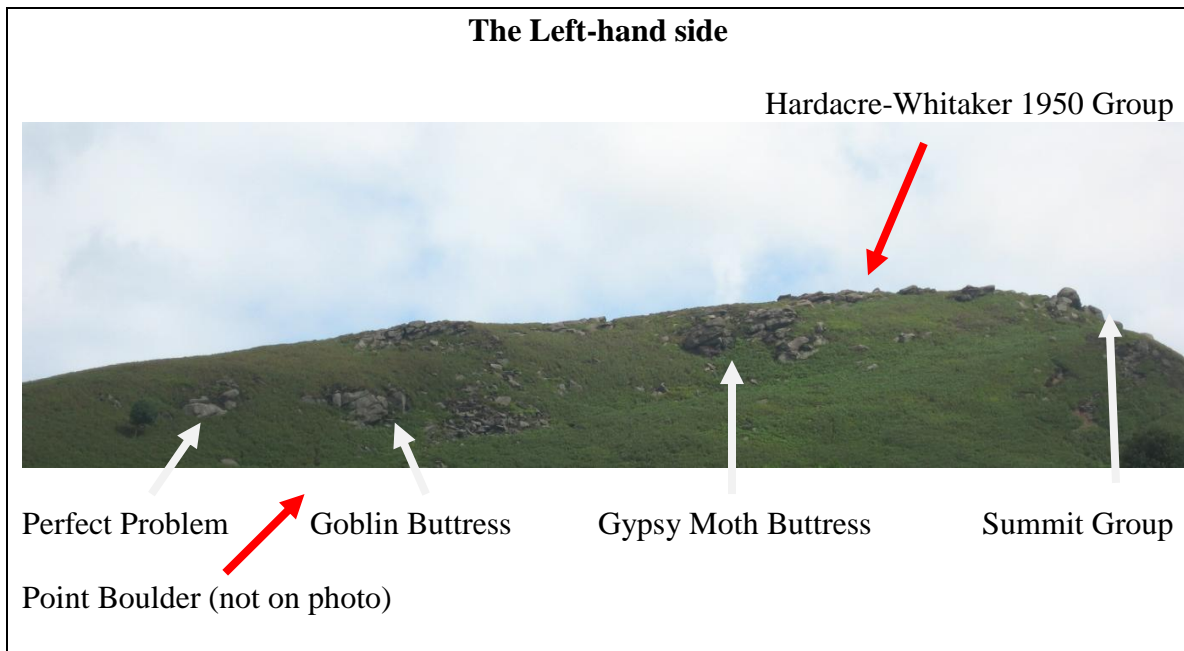 The Left-hand side
Hardacre-Whitaker 1950 Group
Perfect Problem Goblin Buttress Gypsy Moth Buttress Summit Group
Point Boulder (not on photo)